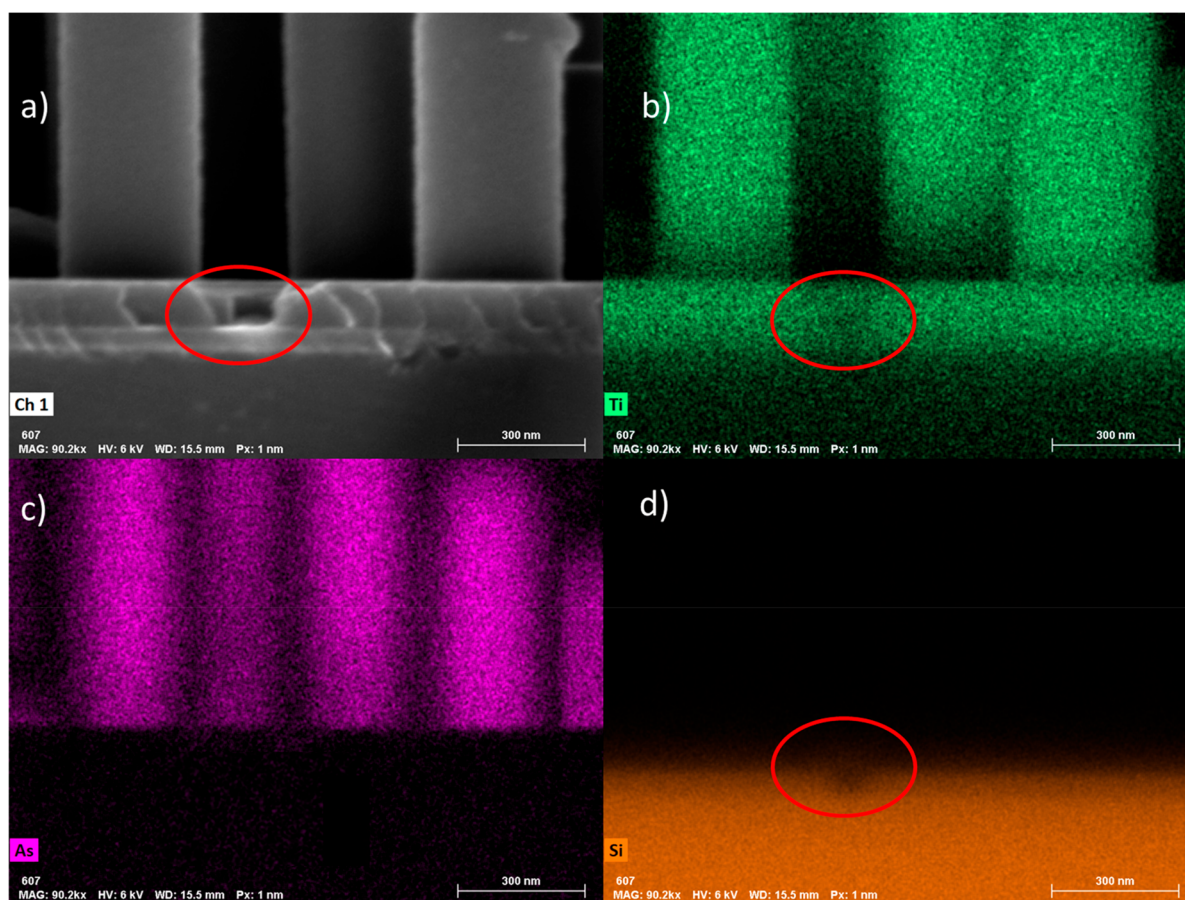 a)
Ch 1
607
MAG: 90.2kx HV: 6 kV WD: 15.5 mm Px: 1 nm
300 nm
b)
Ti
607
MAG: 90.2kx HV: 6 kV WD: 15.5 mm Px: 1 nm
300 nm
c)
As
607
MAG: 90.2kx HV: 6 kV WD: 15.5 mm Px: 1 nm
300 nm
d)
Si
607
MAG: 90.2kx HV: 6 kV WD: 15.5 mm Px: 1 nm
300 nm